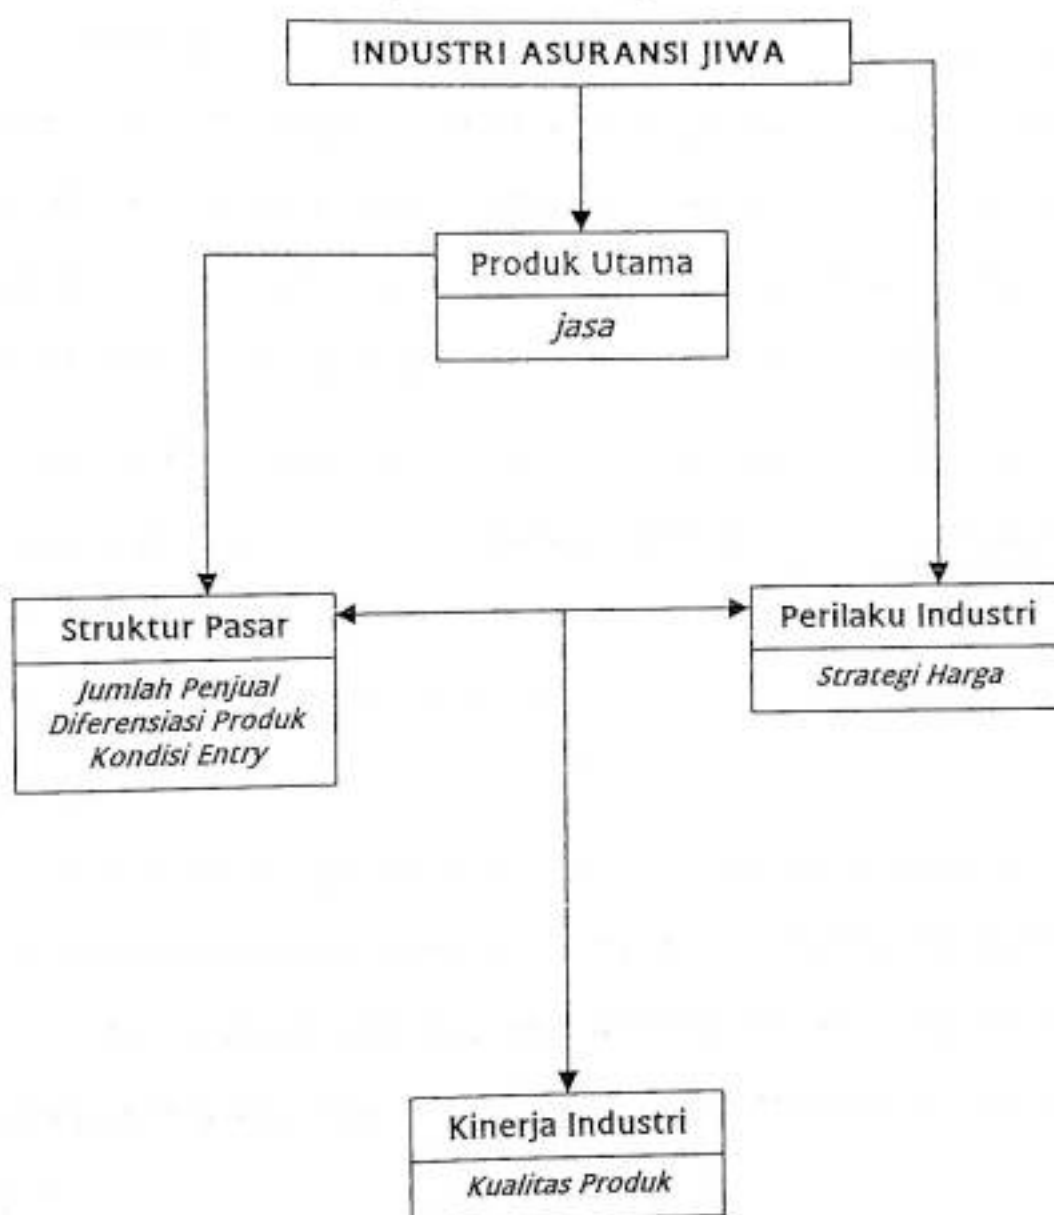 INDUSTRI ASURANSI JIWA
Produk Utama
jasa
Struktur Pasar
Jumlah Penjual
Diferensiasi Produk
Kondisi Entry
Perilaku Industri
Strategi Harga
Kinerja Industri
Kualitas Produk